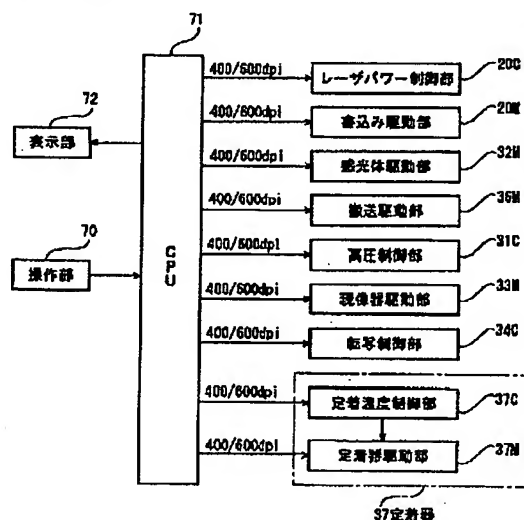 71
400/600dpi
レーザパワー制御部
20C
72
表示部
400/600dpi
書込み駆動部
20M
400/600dpi
感光体駆動部
32M
400/600dpi
搬送駆動部
36M
70
操作部
CPU
400/600dpi
高圧制御部
31C
400/600dpi
現像器駆動部
33M
400/600dpi
転写制御部
34C
400/600dpi
定着温度制御部
37C
400/600dpi
定着器駆動部
37M
37定着器